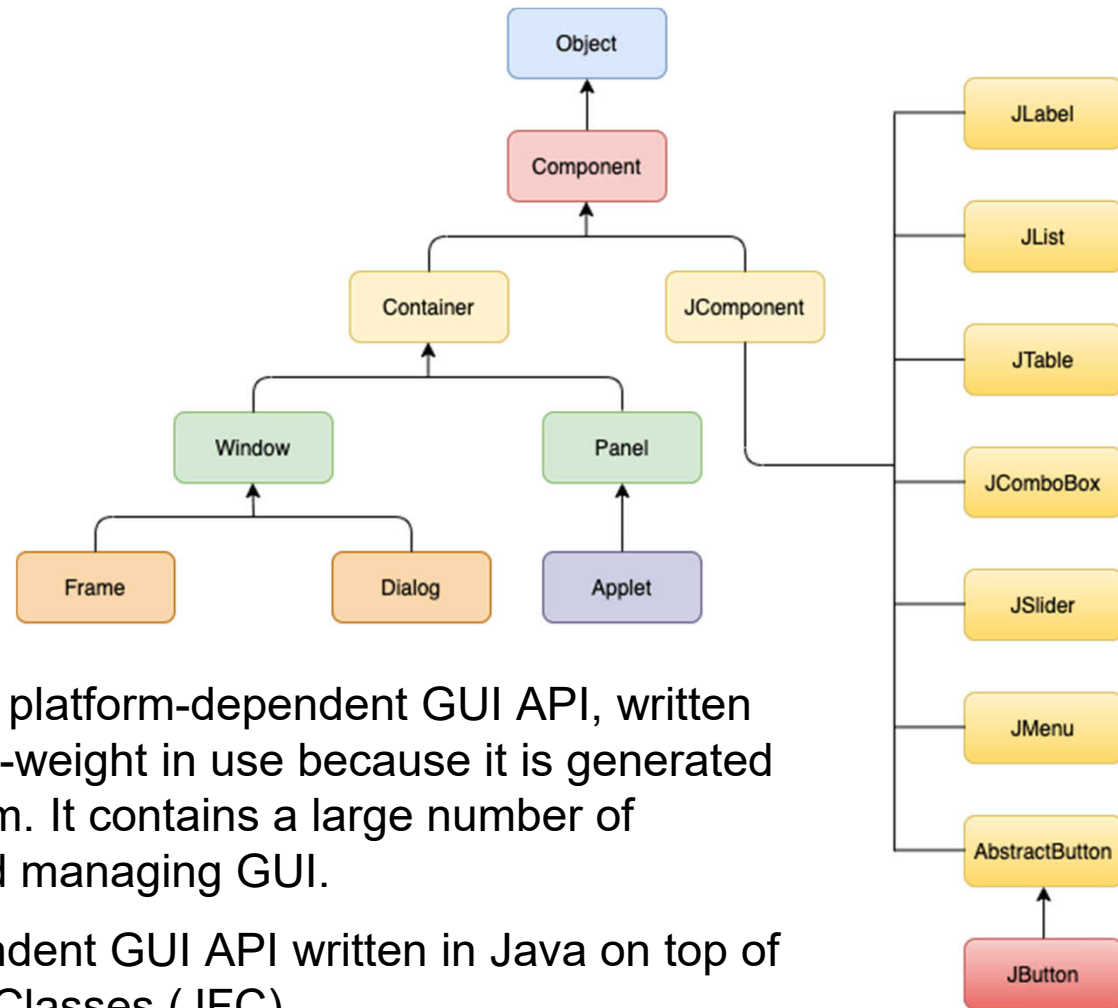 Object
JLabel
Component
JList
Container
JComponent
JTable
Window
Panel
JComboBox
Frame
Dialog
Applet
JSlider
platform-dependent GUI API, written
JMenu
-weight in use because it is generated
It contains a large number of
managing GUI.
AbstractButton
GUI API written in Java on top of
JButton
Classes (JFC)